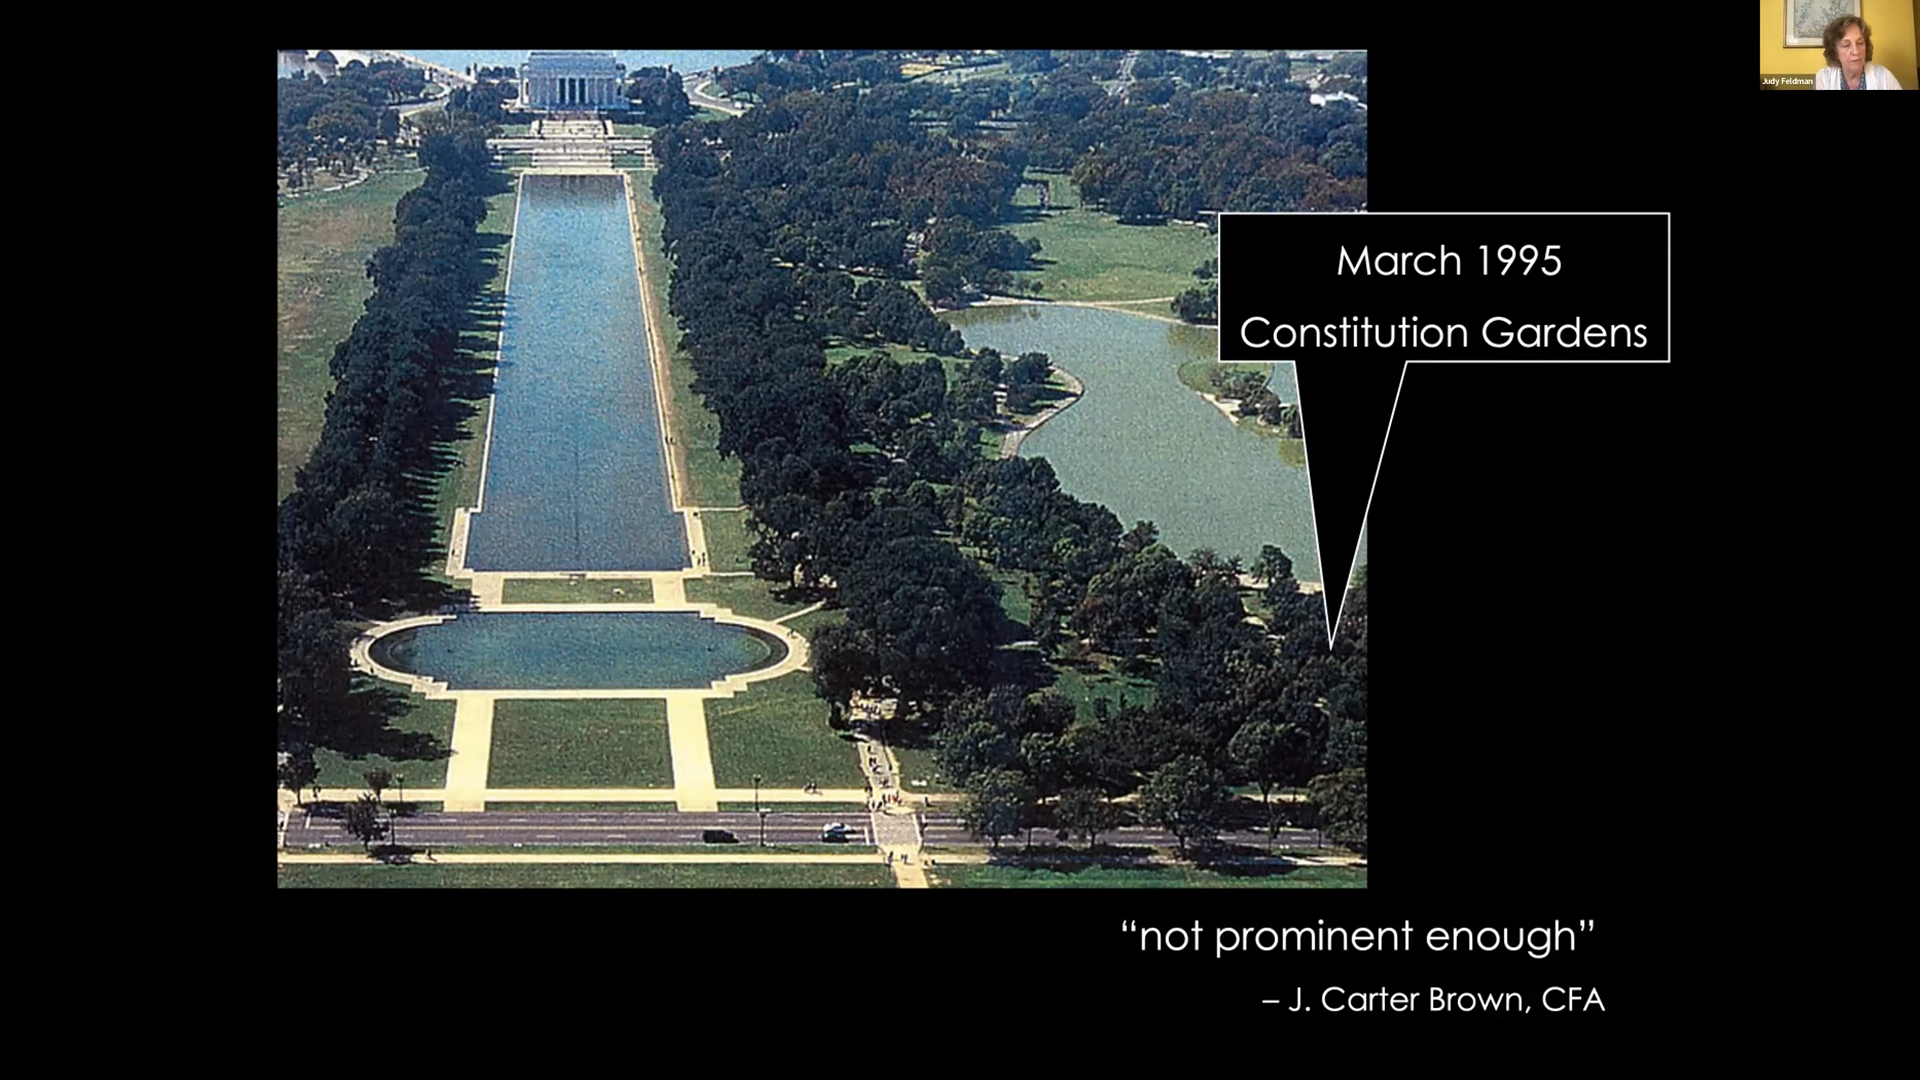 Judy Feldman
March 1995
Constitution Gardens
“not prominent enough”
– J. Carter Brown, CFA